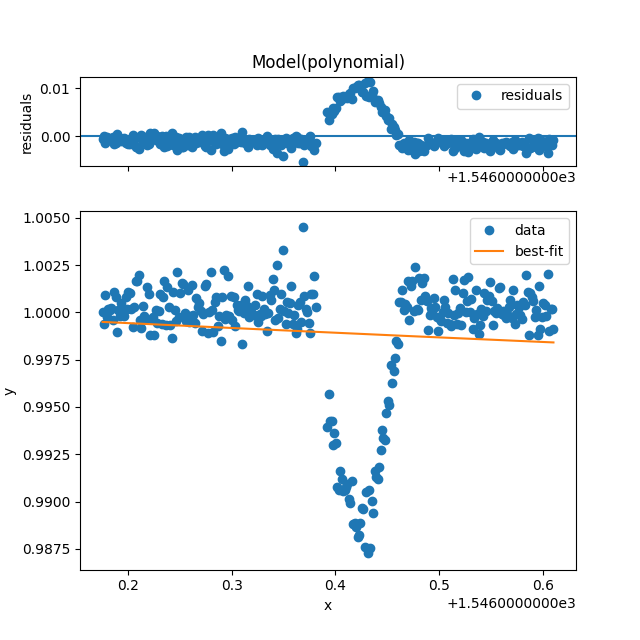 Model(polynomial)
residuals
0.01
0.00
residuals
+1.5460000000e3
1.0050
1.0025
1.0000
0.9975
0.9950
0.9925
0.9900
0.9875
y
data
best-fit
0.2 0.3 0.4 0.5 0.6
x
+1.5460000000e3